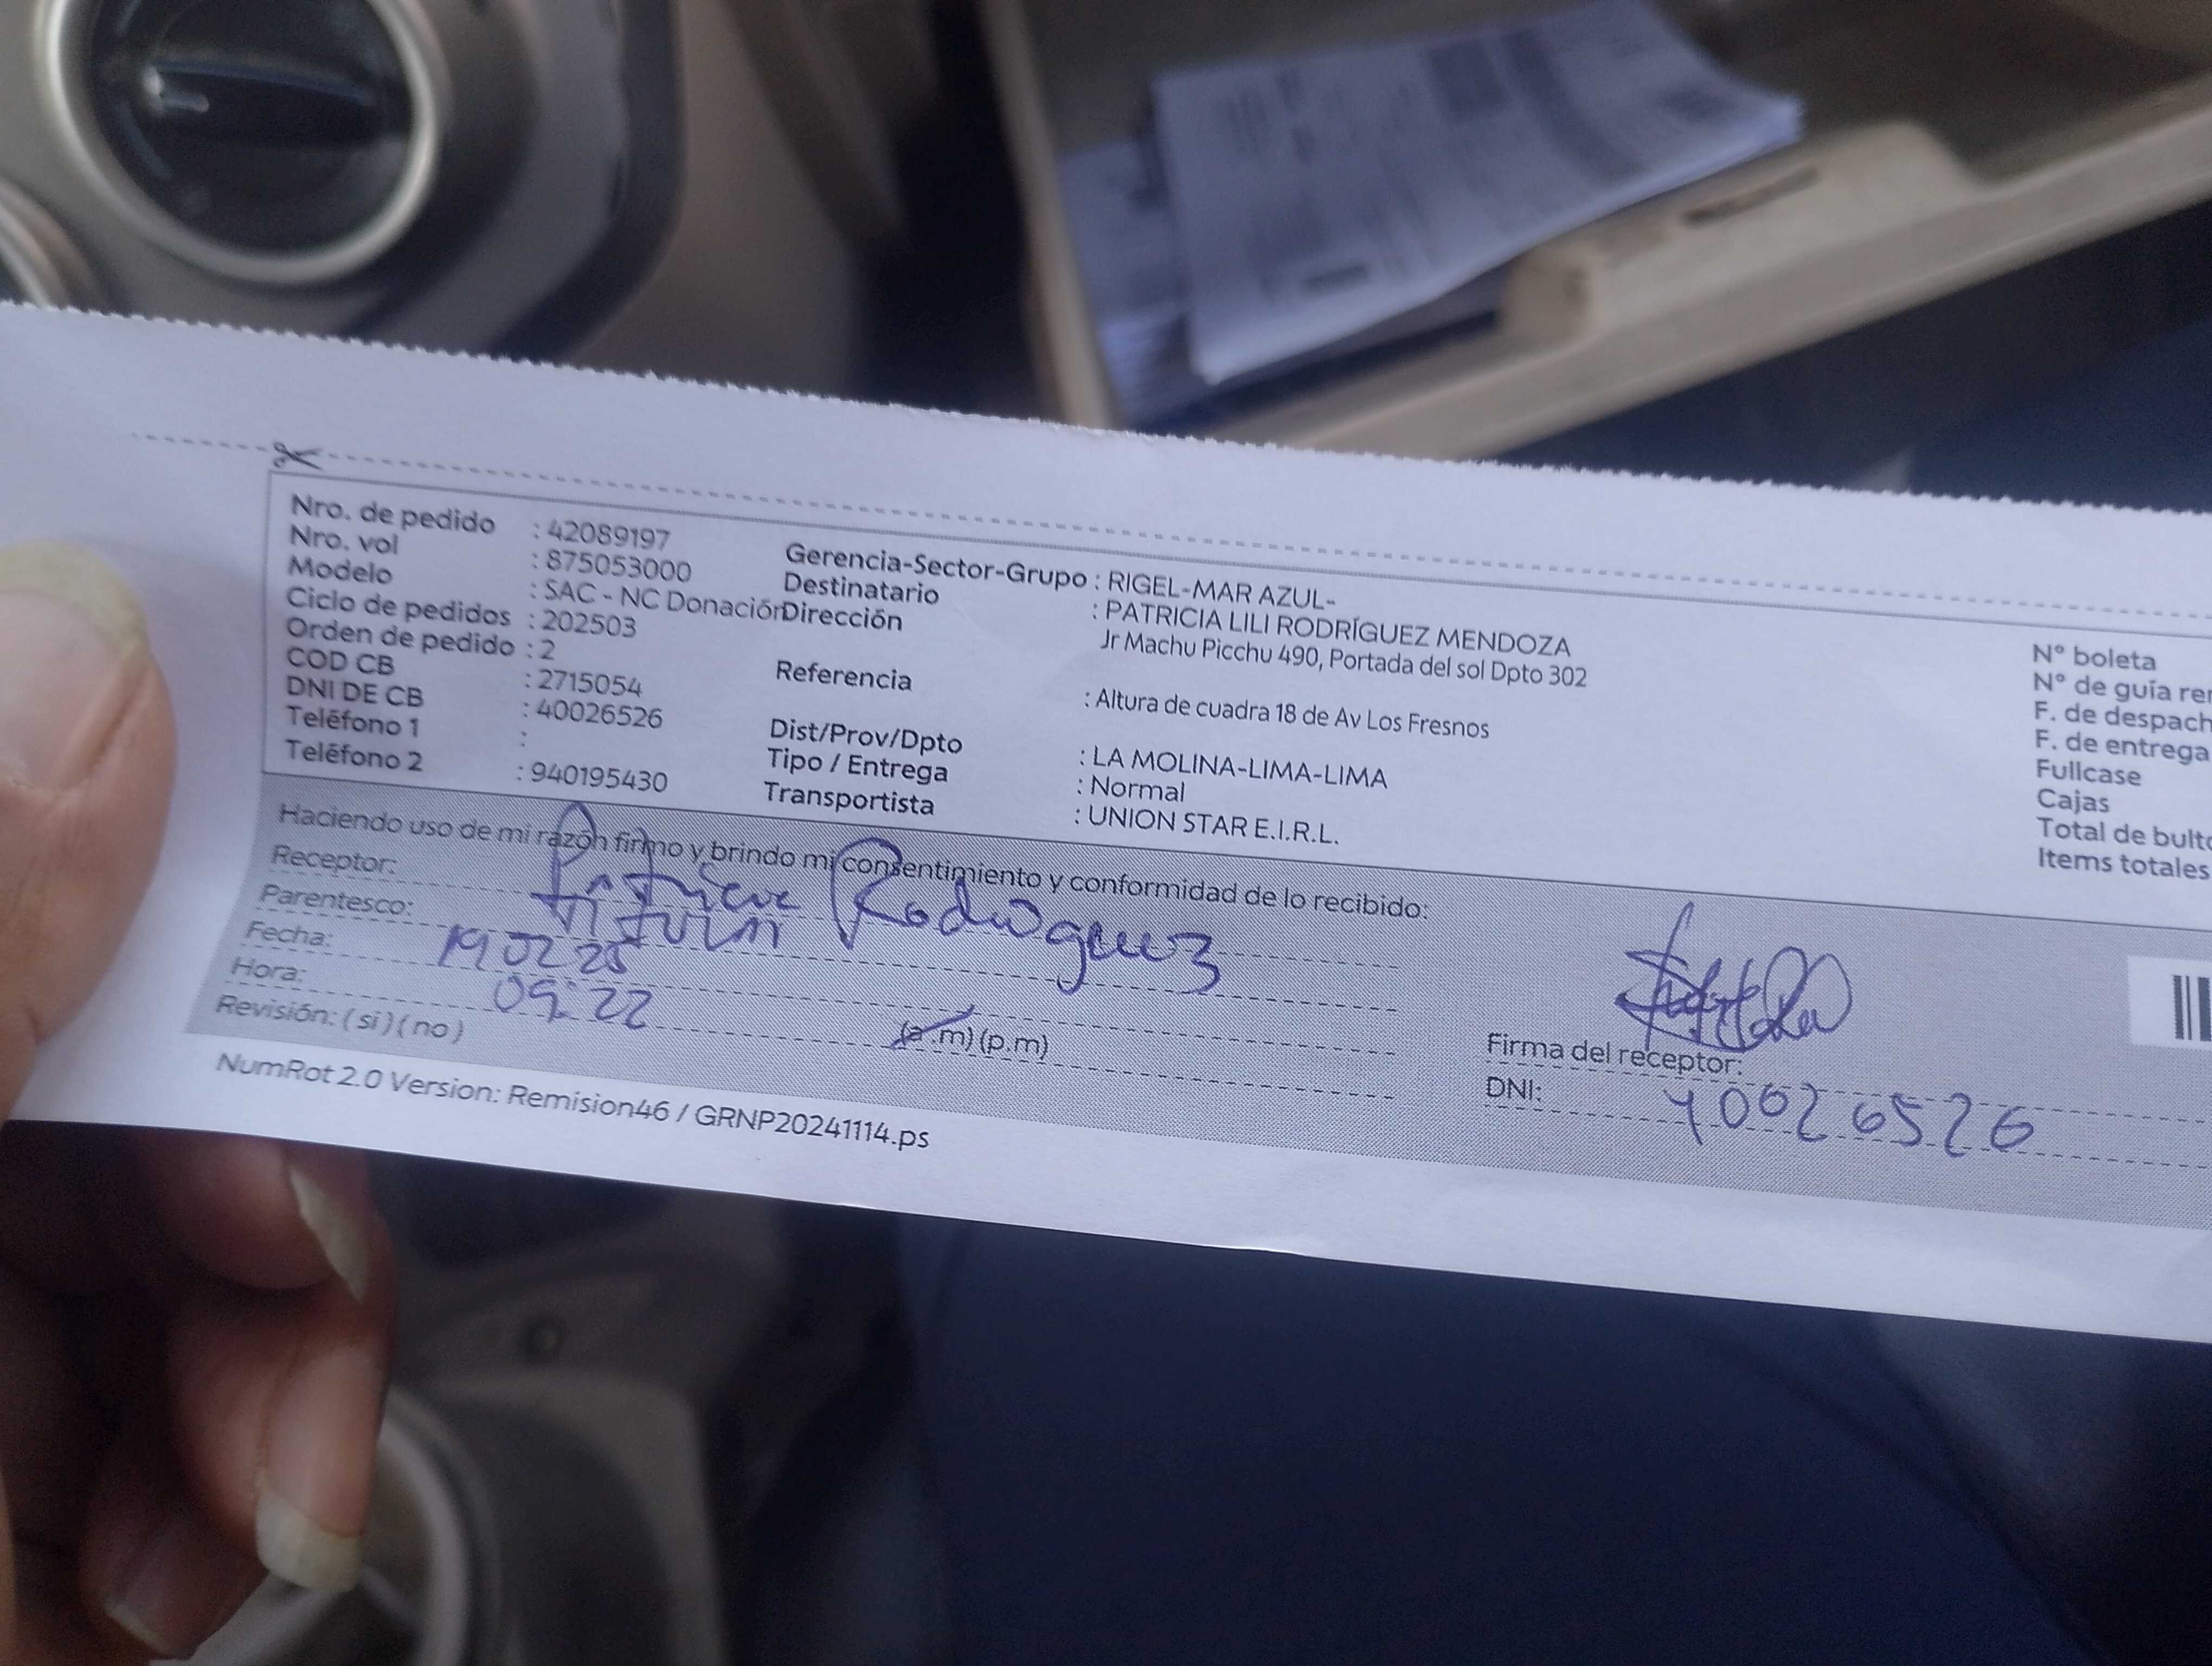 Nro. de pedido : 42089197
Nro. vol : 875053000
Modelo : SAC - NC Donación
Ciclo de pedidos : 202503
Orden de pedido : 2
COD CB : 2715054
DNI DE CB : 40026526
Teléfono 1 :
Teléfono 2 : 940195430
Gerencia-Sector-Grupo : RIGEL-MAR AZUL-
Destinatario : PATRICIA LILI RODRÍGUEZ MENDOZA
Dirección Jr Machu Picchu 490, Portada del sol Dpto 302
Referencia : Altura de cuadra 18 de Av Los Fresnos
Dist/Prov/Dpto : LA MOLINA-LIMA-LIMA
Tipo / Entrega : Normal
Transportista : UNION STAR E.I.R.L.
N° boleta
N° de guía rer
F. de despach
F. de entrega
Fullcase
Cajas
Total de bulto
Items totales
Haciendo uso de mi razón firmo y brindo mi consentimiento y conformidad de lo recibido:
Receptor: Patricia Rodriguez
Parentesco: Titular
Fecha: 19 02 25
Hora: 09:22 (a.m) (p.m)
Revisión: ( si ) ( no )
Firma del receptor:
DNI: 40026526
NumRot 2.0 Version: Remision46 / GRNP20241114.ps